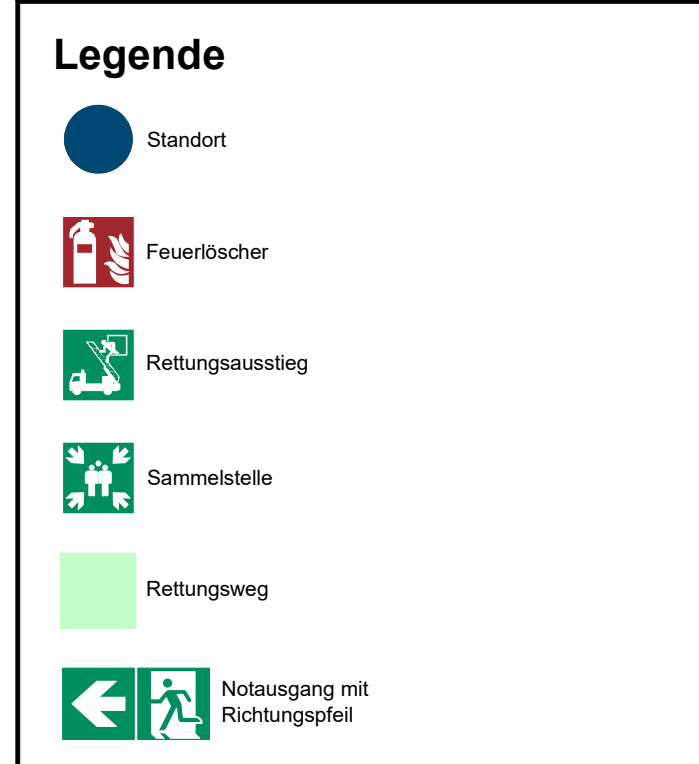 Legende
Standort
Feuerlöscher
Rettungsausstieg
Sammelstelle
Rettungsweg
Notausgang mit
Richtungspfeil